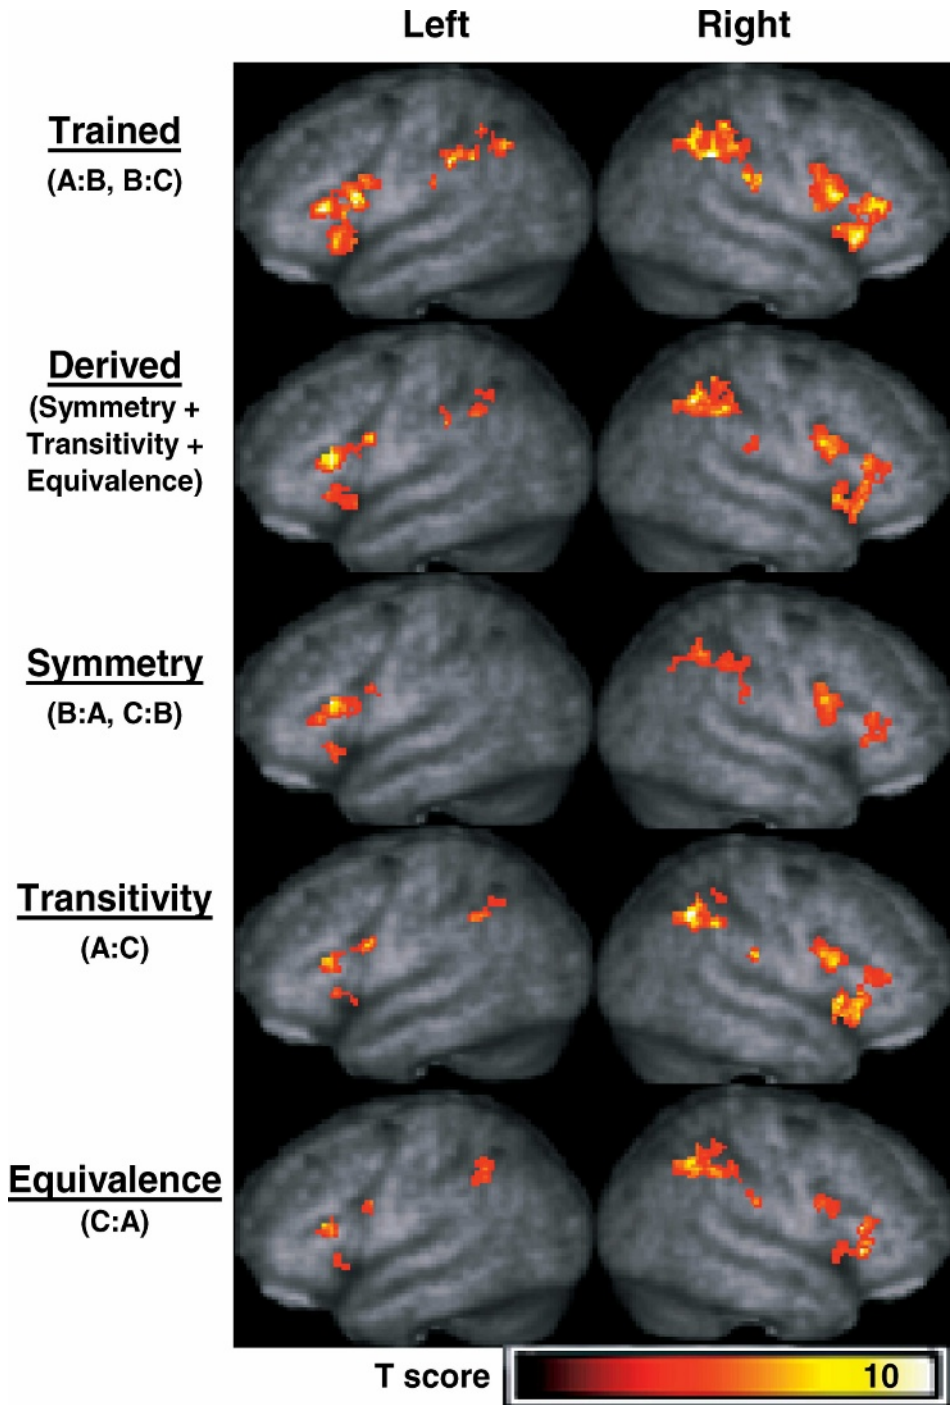 Left Right
Trained
(A:B, B:C)
Derived
(Symmetry +
Transitivity +
Equivalence)
Symmetry
(B:A, C:B)
Transitivity
(A:C)
Equivalence
(C:A)
T score 10